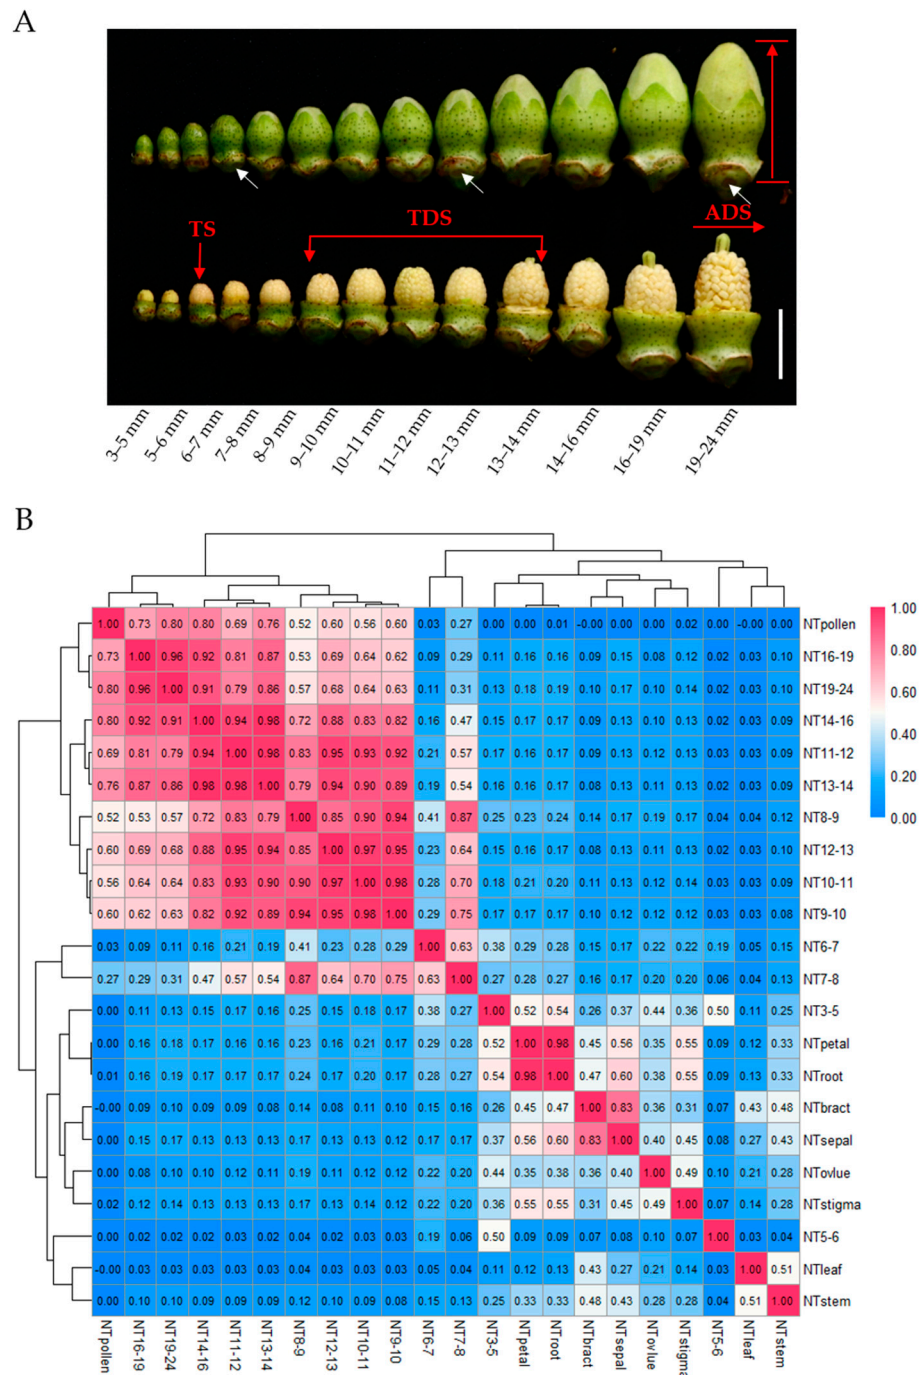 A
TS
TDS
ADS
3–5 mm
5–6 mm
6–7 mm
7–8 mm
8–9 mm
9–10 mm
10–11 mm
11–12 mm
12–13 mm
13–14 mm
14–16 mm
16–19 mm
19–24 mm
B
1.00 0.73 0.80 0.80 0.69 0.76 0.52 0.60 0.56 0.60 0.03 0.27 0.00 0.00 0.01 -0.00 0.00 0.00 0.02 0.00 -0.00 0.00 NTpollen
0.73 1.00 0.96 0.92 0.81 0.87 0.53 0.69 0.64 0.62 0.09 0.29 0.11 0.16 0.16 0.09 0.15 0.08 0.12 0.02 0.03 0.10 NT16-19
0.80 0.96 1.00 0.91 0.79 0.86 0.57 0.68 0.64 0.63 0.11 0.31 0.13 0.18 0.19 0.10 0.17 0.10 0.14 0.02 0.03 0.10 NT19-24
0.80 0.92 0.91 1.00 0.94 0.98 0.72 0.88 0.83 0.82 0.16 0.47 0.15 0.17 0.17 0.09 0.13 0.10 0.13 0.02 0.03 0.09 NT14-16
0.69 0.81 0.79 0.94 1.00 0.98 0.83 0.95 0.93 0.92 0.21 0.57 0.17 0.16 0.17 0.09 0.13 0.12 0.13 0.03 0.03 0.09 NT11-12
0.76 0.87 0.86 0.98 0.98 1.00 0.79 0.94 0.90 0.89 0.19 0.54 0.16 0.16 0.17 0.08 0.13 0.11 0.13 0.02 0.03 0.09 NT13-14
0.52 0.53 0.57 0.72 0.83 0.79 1.00 0.85 0.90 0.94 0.41 0.87 0.25 0.23 0.24 0.14 0.17 0.19 0.17 0.04 0.04 0.12 NT8-9
0.60 0.69 0.68 0.88 0.95 0.94 0.85 1.00 0.97 0.95 0.23 0.64 0.15 0.16 0.17 0.08 0.13 0.11 0.13 0.02 0.03 0.10 NT12-13
0.56 0.64 0.64 0.83 0.93 0.90 0.90 0.97 1.00 0.98 0.28 0.70 0.18 0.21 0.20 0.11 0.13 0.12 0.14 0.03 0.03 0.09 NT10-11
0.60 0.62 0.63 0.82 0.92 0.89 0.94 0.95 0.98 1.00 0.29 0.75 0.17 0.17 0.17 0.10 0.12 0.12 0.12 0.03 0.03 0.08 NT9-10
0.03 0.09 0.11 0.16 0.21 0.19 0.41 0.23 0.28 0.29 1.00 0.63 0.38 0.29 0.28 0.15 0.17 0.22 0.22 0.19 0.05 0.15 NT6-7
0.27 0.29 0.31 0.47 0.57 0.54 0.87 0.64 0.70 0.75 0.63 1.00 0.27 0.28 0.27 0.16 0.17 0.20 0.20 0.06 0.04 0.13 NT7-8
0.00 0.11 0.13 0.15 0.17 0.16 0.25 0.15 0.18 0.17 0.38 0.27 1.00 0.52 0.54 0.26 0.37 0.44 0.36 0.50 0.11 0.25 NT3-5
0.00 0.16 0.18 0.17 0.16 0.16 0.23 0.16 0.21 0.17 0.29 0.28 0.52 1.00 0.98 0.45 0.56 0.35 0.55 0.09 0.12 0.33 NTpetal
0.01 0.16 0.19 0.17 0.17 0.17 0.24 0.17 0.20 0.17 0.28 0.27 0.54 0.98 1.00 0.47 0.60 0.38 0.55 0.09 0.13 0.33 NTroot
-0.00 0.09 0.10 0.09 0.09 0.08 0.14 0.08 0.11 0.10 0.15 0.16 0.26 0.45 0.47 1.00 0.83 0.36 0.31 0.07 0.43 0.48 NTbract
0.00 0.15 0.17 0.13 0.13 0.13 0.17 0.13 0.13 0.12 0.17 0.17 0.37 0.56 0.60 0.83 1.00 0.40 0.45 0.08 0.27 0.43 NTsepal
0.00 0.08 0.10 0.10 0.12 0.11 0.19 0.11 0.12 0.12 0.22 0.20 0.44 0.35 0.38 0.36 0.40 1.00 0.49 0.10 0.21 0.28 NTovlue
0.02 0.12 0.14 0.13 0.13 0.13 0.17 0.13 0.14 0.12 0.22 0.20 0.36 0.55 0.55 0.31 0.45 0.49 1.00 0.07 0.14 0.28 NTstigma
0.00 0.02 0.02 0.02 0.03 0.02 0.04 0.02 0.03 0.03 0.19 0.06 0.50 0.09 0.09 0.07 0.08 0.10 0.07 1.00 0.03 0.04 NT5-6
-0.00 0.03 0.03 0.03 0.03 0.03 0.04 0.03 0.03 0.03 0.05 0.04 0.11 0.12 0.13 0.43 0.27 0.21 0.14 0.03 1.00 0.51 NTleaf
0.00 0.10 0.10 0.09 0.09 0.09 0.12 0.10 0.09 0.08 0.15 0.13 0.25 0.33 0.33 0.48 0.43 0.28 0.28 0.04 0.51 1.00 NTstem
1.00
0.80
0.60
0.40
0.20
0.00
NTpollen
NT16-19
NT19-24
NT14-16
NT11-12
NT13-14
NT8-9
NT12-13
NT10-11
NT9-10
NT6-7
NT7-8
NT3-5
NTpetal
NTroot
NTbract
NTsepal
NTovlue
NTstigma
NT5-6
NTleaf
NTstem